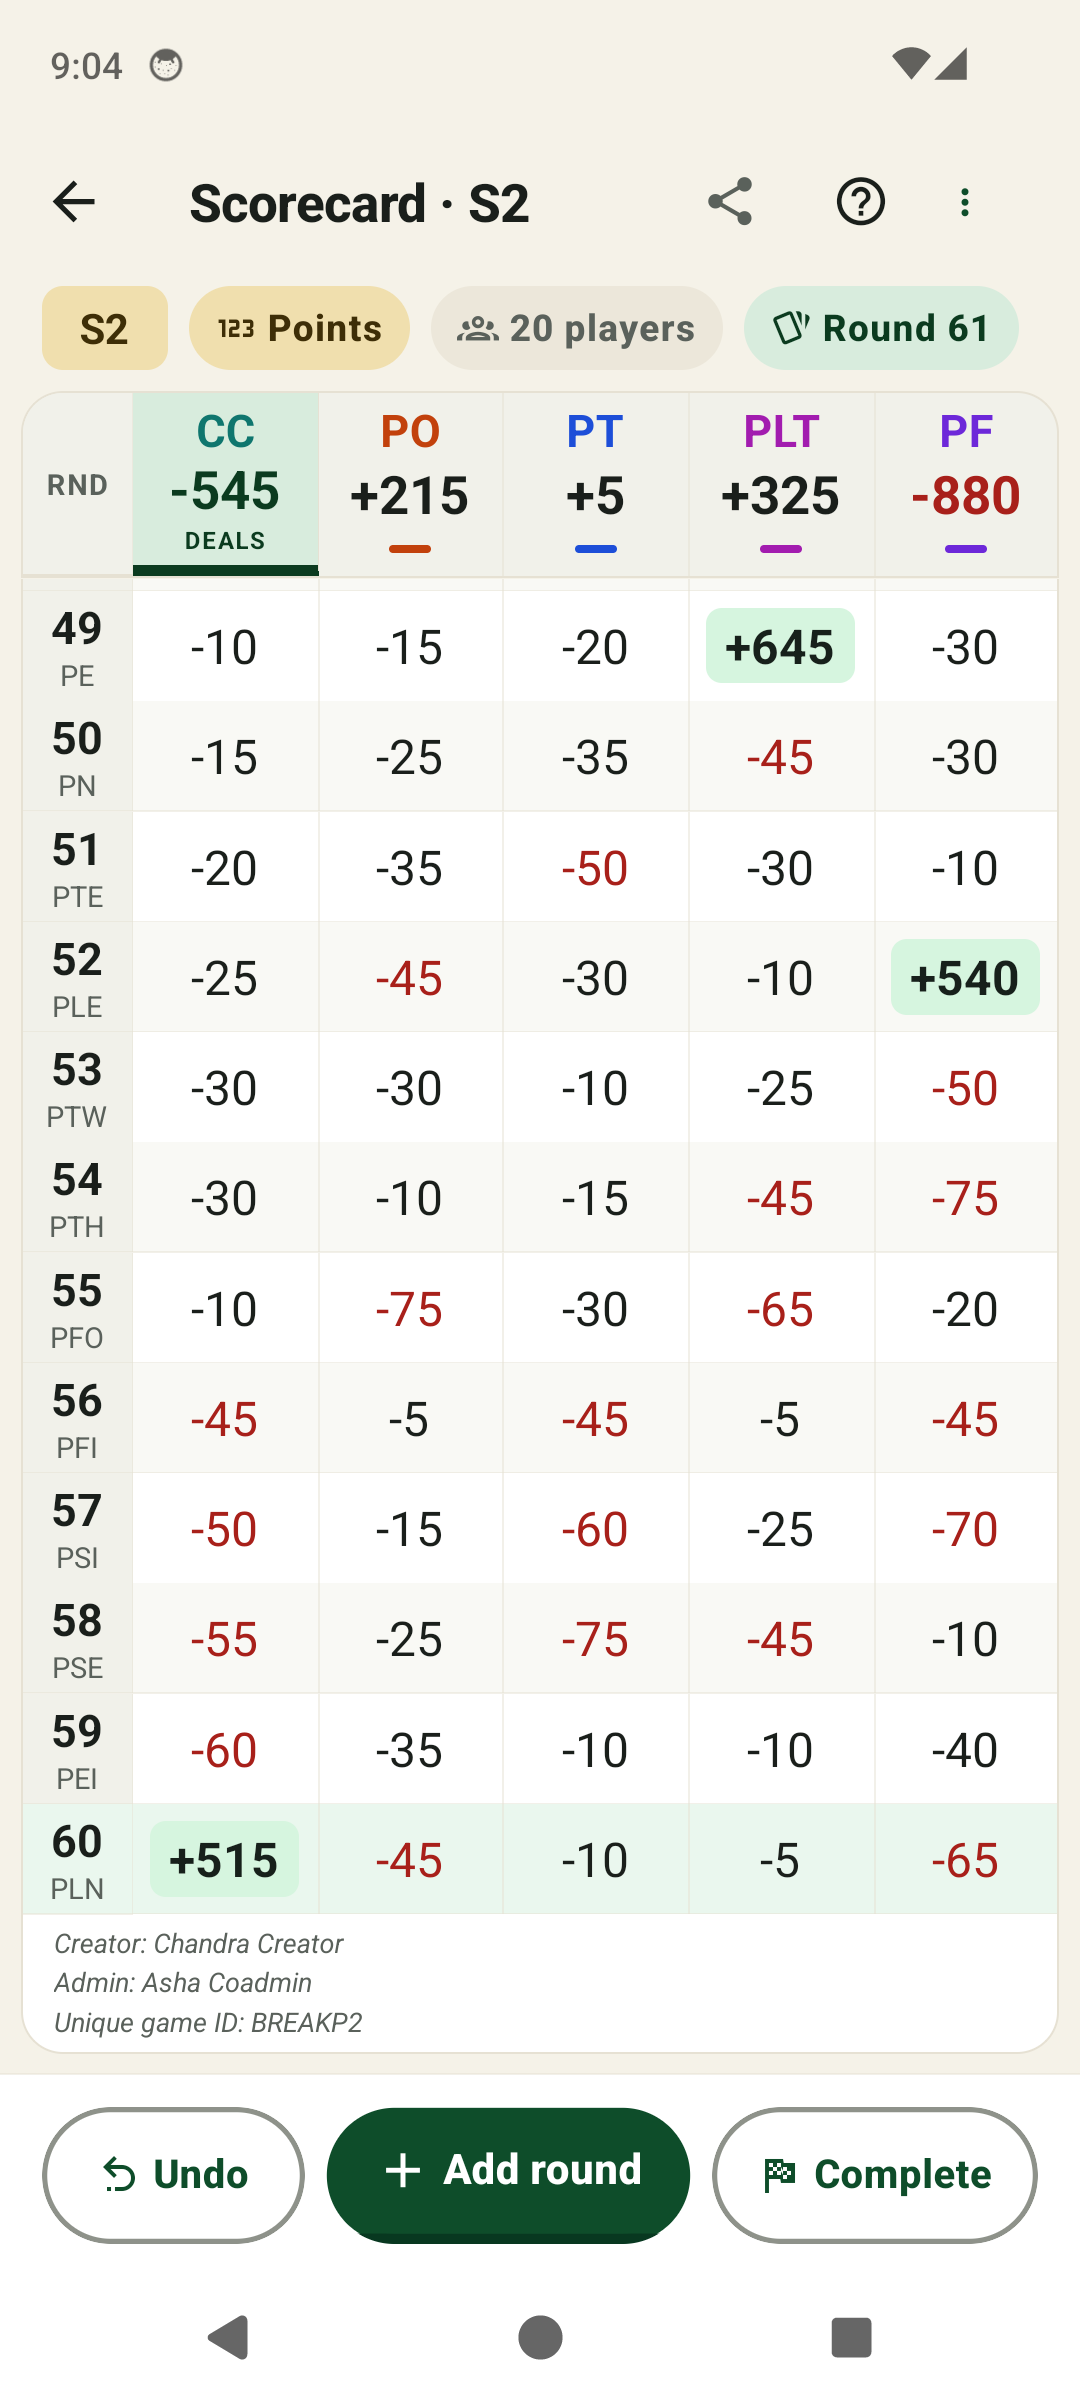 9:04
Scorecard · S2
S2 123 Points 20 players Round 61
RND CC PO PT PLT PF
-545 +215 +5 +325 -880
DEALS
49 -10 -15 -20 +645 -30
PE
50 -15 -25 -35 -45 -30
PN
51 -20 -35 -50 -30 -10
PTE
52 -25 -45 -30 -10 +540
PLE
53 -30 -30 -10 -25 -50
PTW
54 -30 -10 -15 -45 -75
PTH
55 -10 -75 -30 -65 -20
PFO
56 -45 -5 -45 -5 -45
PFI
57 -50 -15 -60 -25 -70
PSI
58 -55 -25 -75 -45 -10
PSE
59 -60 -35 -10 -10 -40
PEI
60 +515 -45 -10 -5 -65
PLN
Creator: Chandra Creator
Admin: Asha Coadmin
Unique game ID: BREAKP2
Undo + Add round Complete